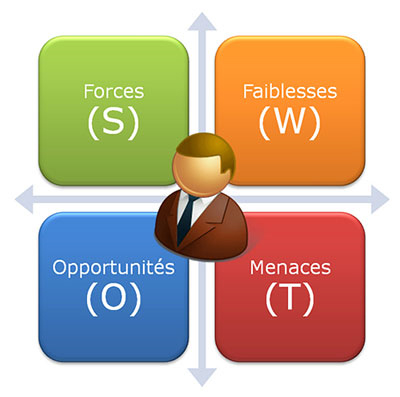 Forces
(S)
Faiblesses
(W)
Opportunités
(O)
Menaces
(T)